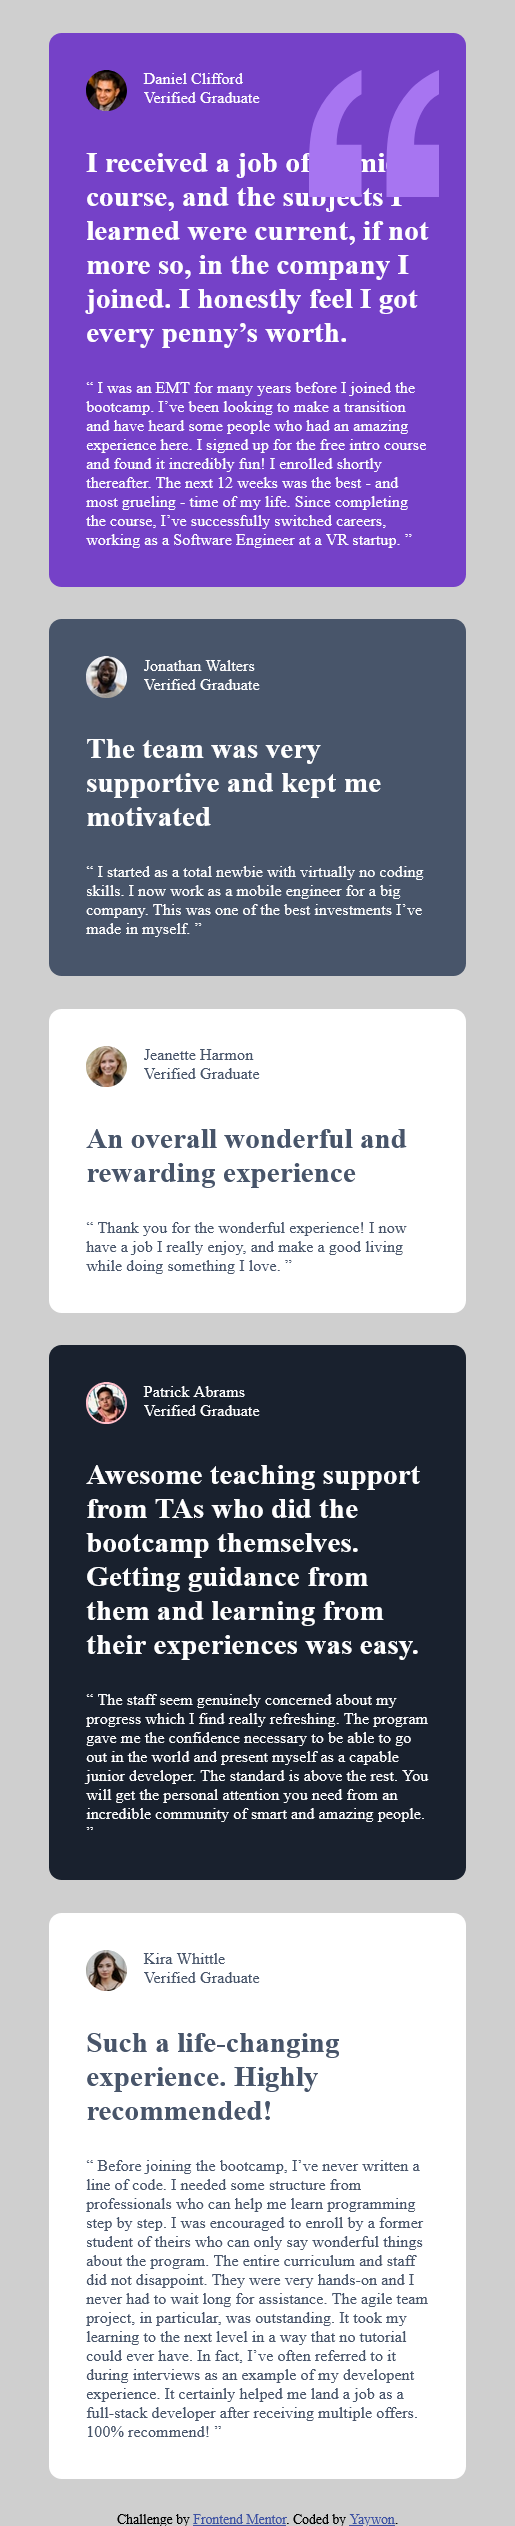 Daniel Clifford
Verified Graduate
I received a job of
course, and the subjects I
learned were current, if not
more so, in the company I
joined. I honestly feel I got
every penny’s worth.
“ I was an EMT for many years before I joined the
bootcamp. I’ve been looking to make a transition
and have heard some people who had an amazing
experience here. I signed up for the free intro course
and found it incredibly fun! I enrolled shortly
thereafter. The next 12 weeks was the best - and
most grueling - time of my life. Since completing
the course, I’ve successfully switched careers,
working as a Software Engineer at a VR startup. ”
Jonathan Walters
Verified Graduate
The team was very
supportive and kept me
motivated
“ I started as a total newbie with virtually no coding
skills. I now work as a mobile engineer for a big
company. This was one of the best investments I’ve
made in myself. ”
Jeanette Harmon
Verified Graduate
An overall wonderful and
rewarding experience
“ Thank you for the wonderful experience! I now
have a job I really enjoy, and make a good living
while doing something I love. ”
Patrick Abrams
Verified Graduate
Awesome teaching support
from TAs who did the
bootcamp themselves.
Getting guidance from
them and learning from
their experiences was easy.
“ The staff seem genuinely concerned about my
progress which I find really refreshing. The program
gave me the confidence necessary to be able to go
out in the world and present myself as a capable
junior developer. The standard is above the rest. You
will get the personal attention you need from an
incredible community of smart and amazing people.
”
Kira Whittle
Verified Graduate
Such a life-changing
experience. Highly
recommended!
“ Before joining the bootcamp, I’ve never written a
line of code. I needed some structure from
professionals who can help me learn programming
step by step. I was encouraged to enroll by a former
student of theirs who can only say wonderful things
about the program. The entire curriculum and staff
did not disappoint. They were very hands-on and I
never had to wait long for assistance. The agile team
project, in particular, was outstanding. It took my
learning to the next level in a way that no tutorial
could ever have. In fact, I’ve often referred to it
during interviews as an example of my developent
experience. It certainly helped me land a job as a
full-stack developer after receiving multiple offers.
100% recommend! ”
Challenge by Frontend Mentor. Coded by Yaywon.